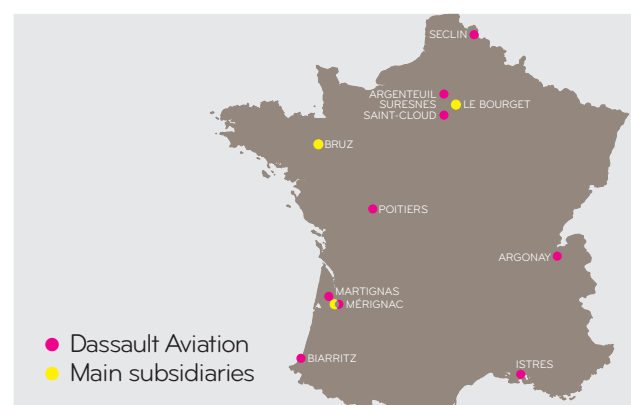 SECLIN
ARGENTEUIL
SURESNES
LE BOURGET
SAINT-CLOUD
BRUZ
POITIERS
ARGONAY
MARTIGNAS
MÉRIGNAC
Dassault Aviation
BIARRITZ
ISTRES
Main subsidiaries